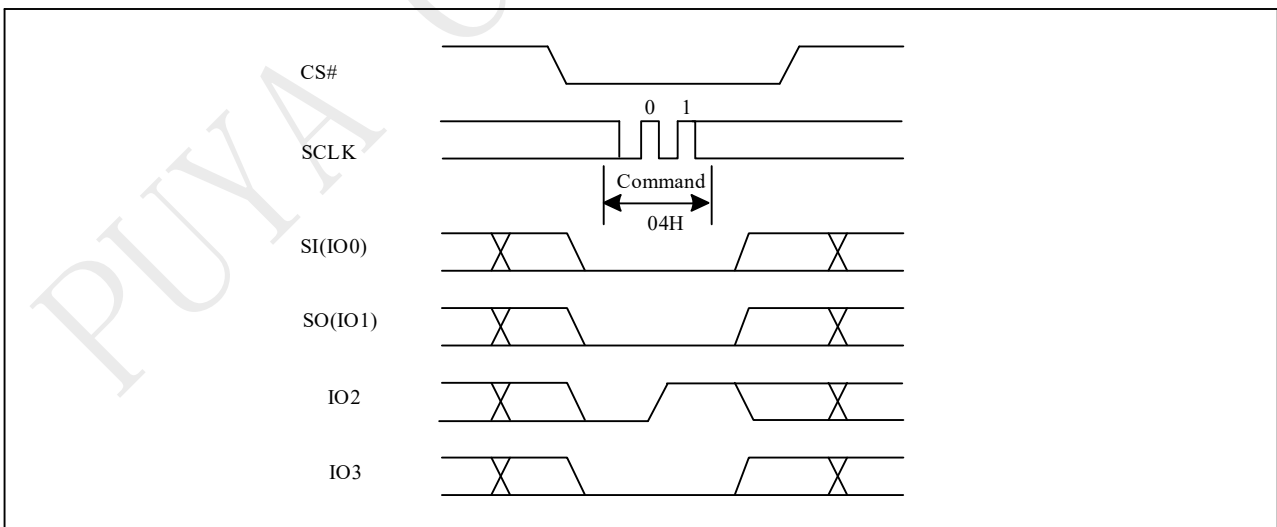 PUYA
CS#
0 1
SCLK
Command
04H
SI(IO0)
SO(IO1)
IO2
IO3